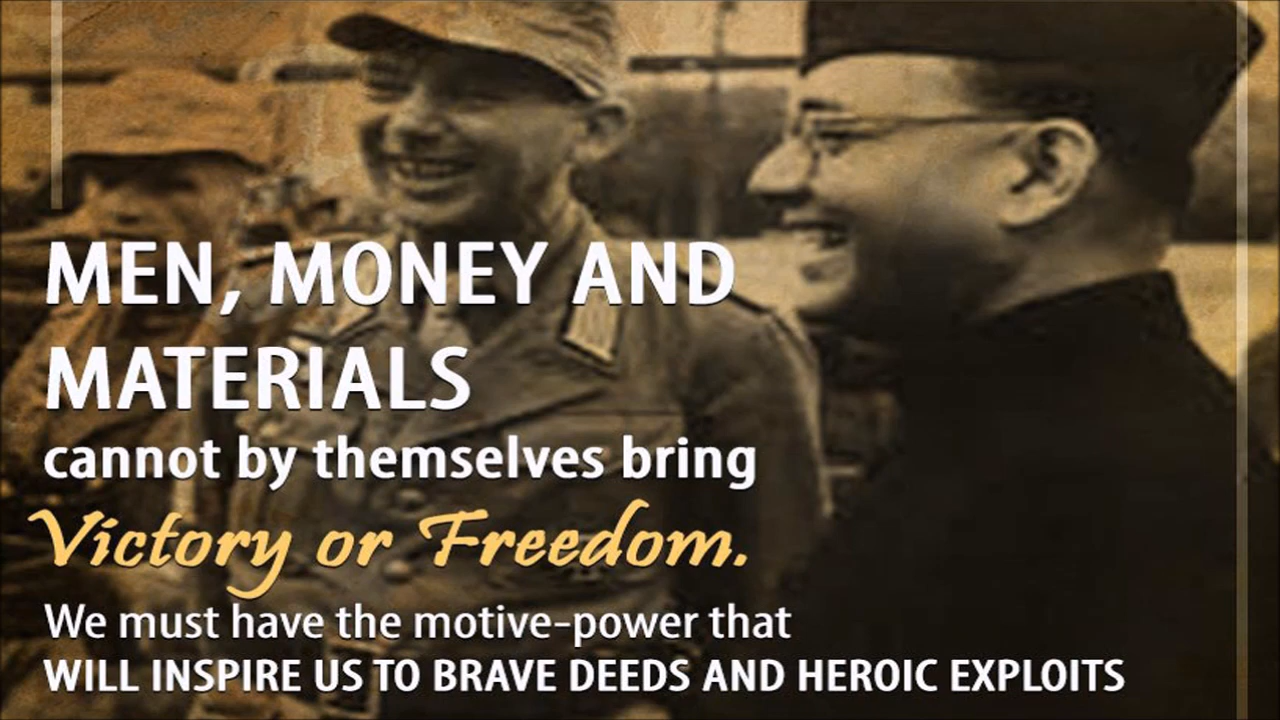 MEN, MONEY AND
MATERIALS
cannot by themselves bring
Victory or Freedom.
We must have the motive-power that
WILL INSPIRE US TO BRAVE DEEDS AND HEROIC EXPLOITS